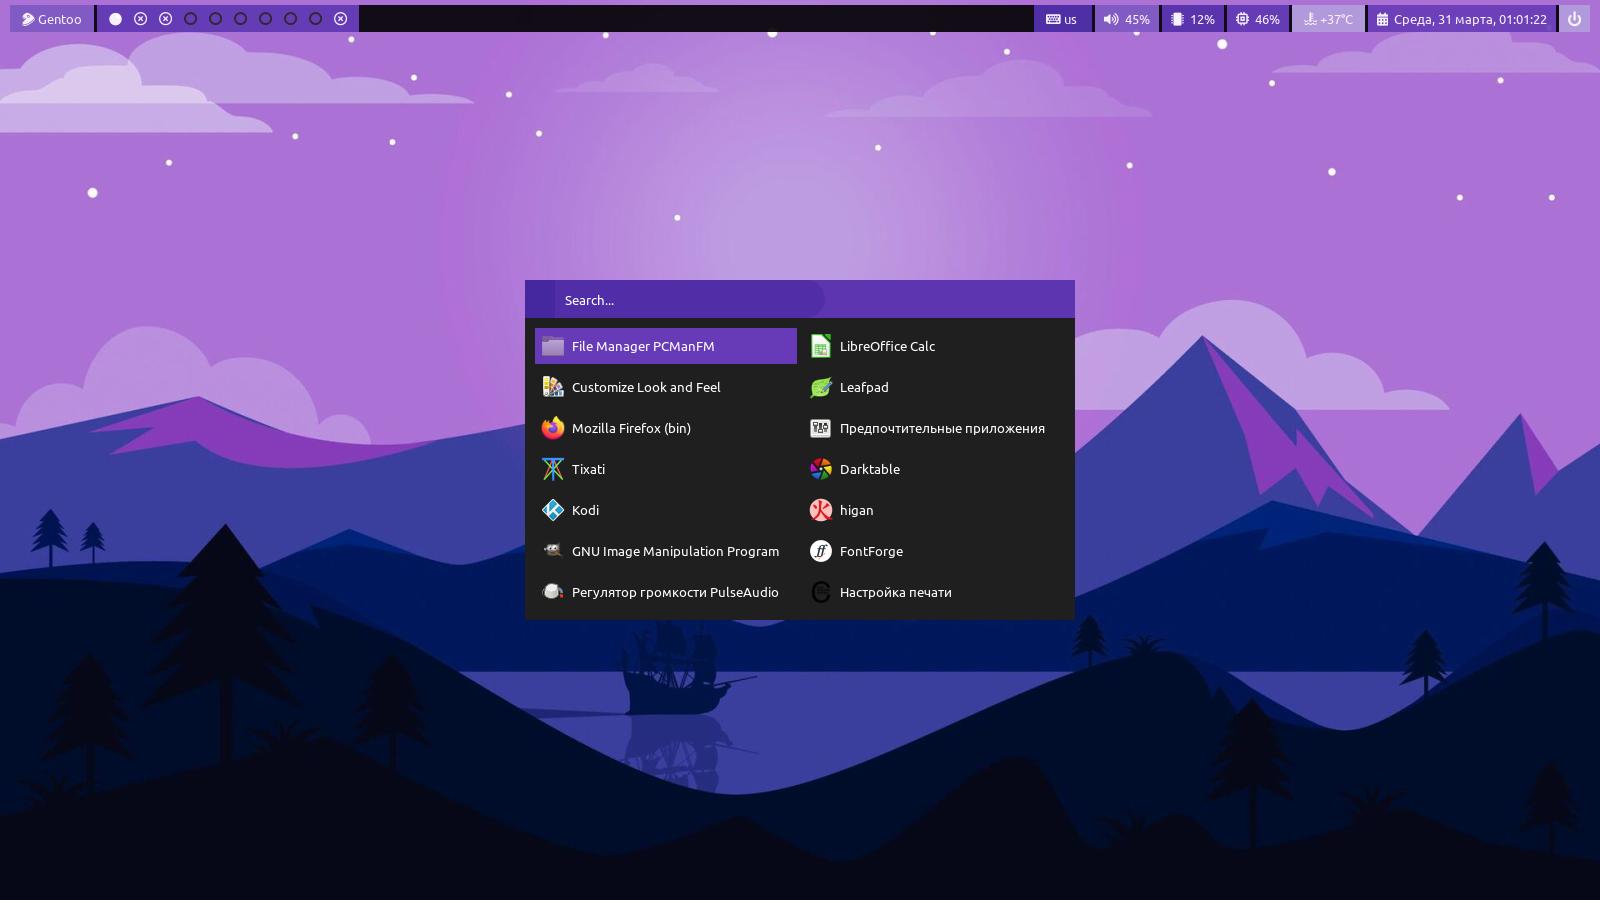 Gentoo
us
45%
12%
46%
+37°C
Среда, 31 марта, 01:01:22
Search...
File Manager PCManFM
LibreOffice Calc
Customize Look and Feel
Leafpad
Mozilla Firefox (bin)
Предпочтительные приложения
Tixati
Darktable
Kodi
higan
GNU Image Manipulation Program
FontForge
Регулятор громкости PulseAudio
Настройка печати